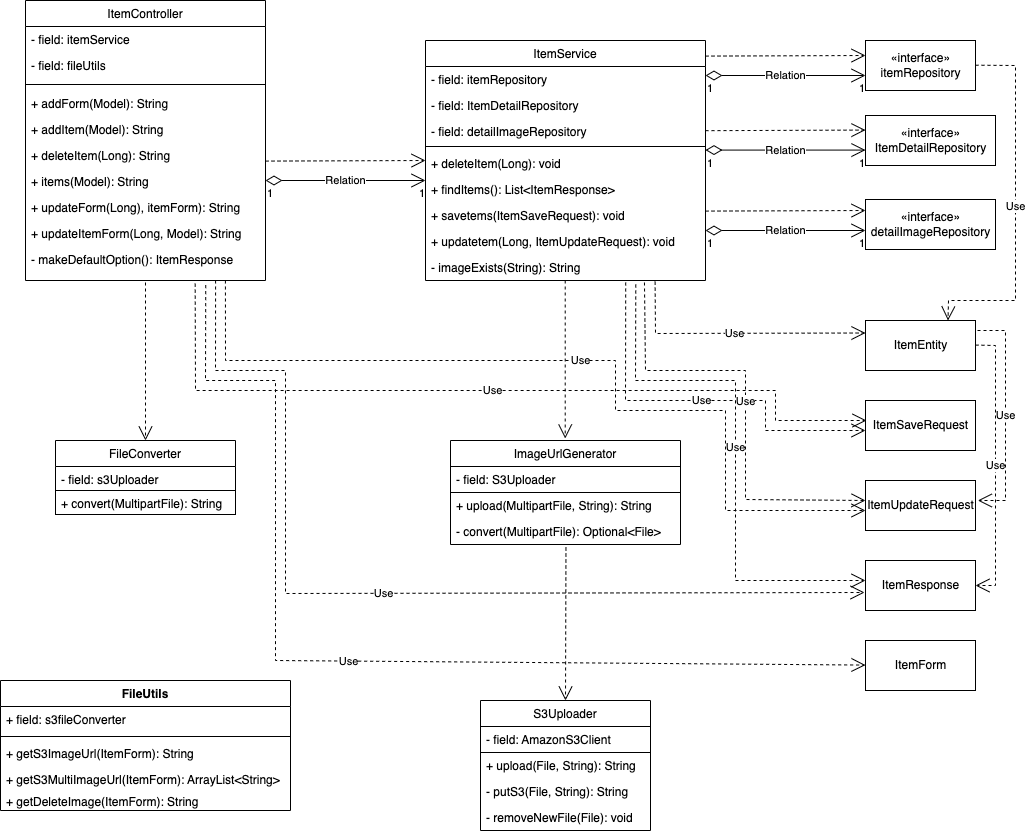 ItemController
- field: itemService
- field: fileUtils
+ addForm(Model): String
+ addItem(Model): String
+ deleteItem(Long): String
+ items(Model): String
+ updateForm(Long), itemForm): String
+ updateItemForm(Long, Model): String
- makeDefaultOption(): ItemResponse
Relation
1
1
ItemService
- field: itemRepository
- field: ItemDetailRepository
- field: detailImageRepository
+ deleteItem(Long): void
+ findItems(): List<ItemResponse>
+ savetems(ItemSaveRequest): void
+ updatetem(Long, ItemUpdateRequest): void
- imageExists(String): String
Relation
1
1
Relation
1
1
Relation
1
1
«interface»
itemRepository
«interface»
ItemDetailRepository
«interface»
detailImageRepository
Use
Use
ItemEntity
Use
Use
Use
Use
Use
ItemSaveRequest
Use
Use
ItemUpdateRequest
ItemResponse
Use
Use
ItemForm
FileConverter
- field: s3Uploader
+ convert(MultipartFile): String
ImageUrlGenerator
- field: S3Uploader
+ upload(MultipartFile, String): String
- convert(MultipartFile): Optional<File>
FileUtils
+ field: s3fileConverter
+ getS3ImageUrl(ItemForm): String
+ getS3MultiImageUrl(ItemForm): ArrayList<String>
+ getDeleteImage(ItemForm): String
S3Uploader
- field: AmazonS3Client
+ upload(File, String): String
- putS3(File, String): String
- removeNewFile(File): void